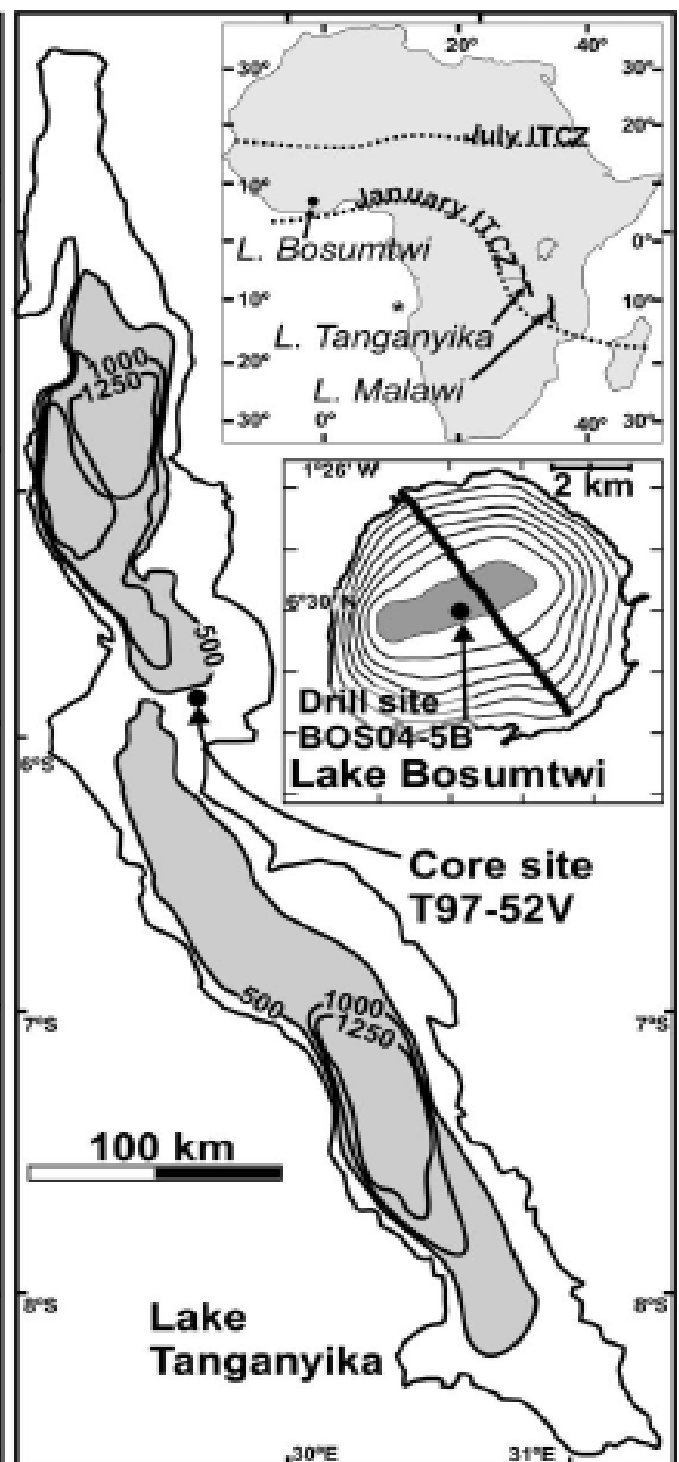 20° 40°
30° 30°
July ITCZ 20°
10° January ITCZ
L. Bosumtwi 0°
10° 10°
*
L. Tanganyika
20° L. Malawi
30° 0° 40° 30°
1000
1250
1°26' W
2 km
6°30' N
500
Drill site
BOS04-5B
Lake Bosumtwi
6°S
Core site
T97-52V
500 1000
1250
7°S 7°S
100 km
8°S 8°S
Lake
Tanganyika
30°E 31°E